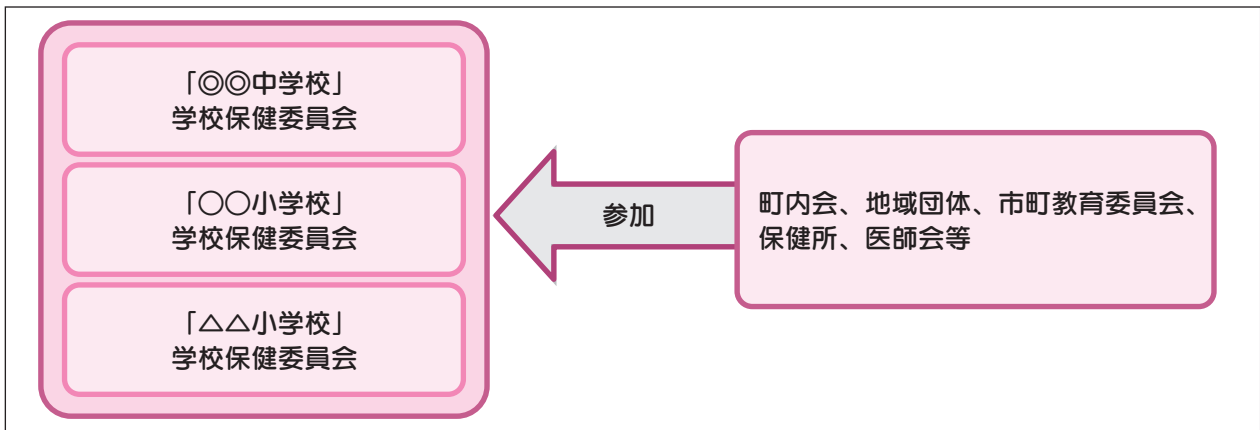 「◎◎中学校」
学校保健委員会
「○○小学校」
学校保健委員会
「△△小学校」
学校保健委員会
参加
町内会、地域団体、市町教育委員会、
保健所、医師会等